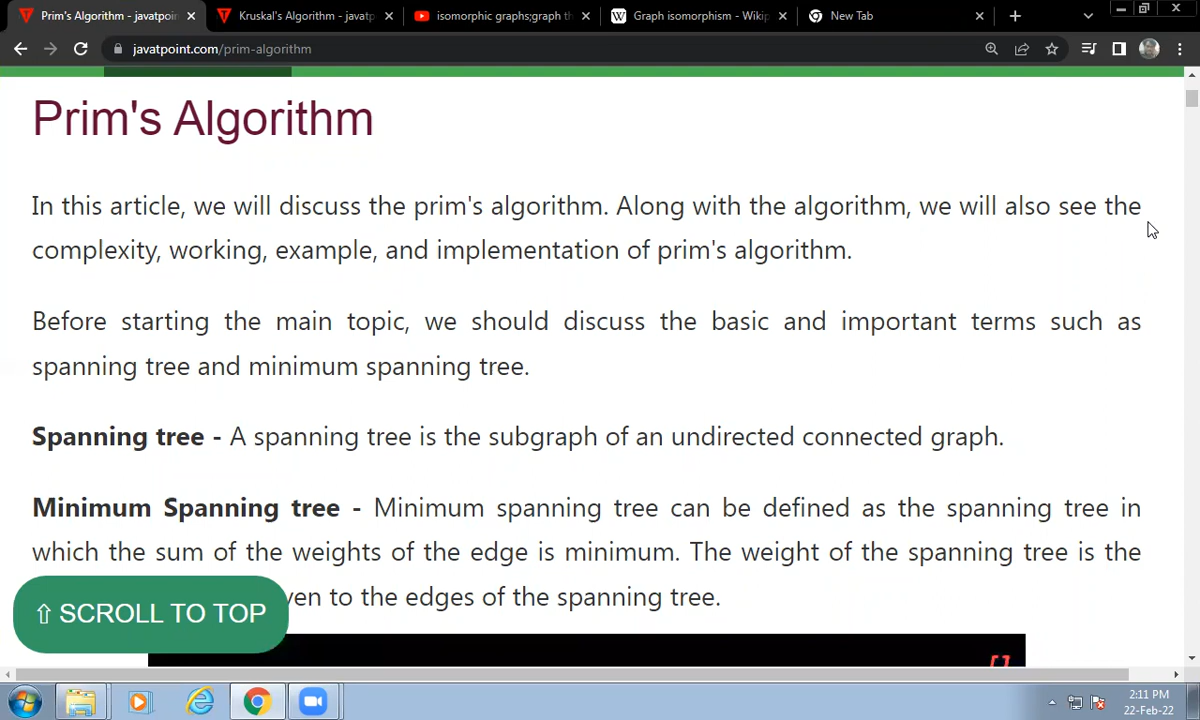 Prim's Algorithm - javatpoin
Kruskal's Algorithm - javatp
isomorphic graphs;graph th
Graph isomorphism - Wikip
New Tab
javatpoint.com/prim-algorithm
Prim's Algorithm
In this article, we will discuss the prim's algorithm. Along with the algorithm, we will also see the
complexity, working, example, and implementation of prim's algorithm.
Before starting the main topic, we should discuss the basic and important terms such as
spanning tree and minimum spanning tree.
Spanning tree - A spanning tree is the subgraph of an undirected connected graph.
Minimum Spanning tree - Minimum spanning tree can be defined as the spanning tree in
which the sum of the weights of the edge is minimum. The weight of the spanning tree is the
ven to the edges of the spanning tree.
⇧ SCROLL TO TOP
2:11 PM
22-Feb-22